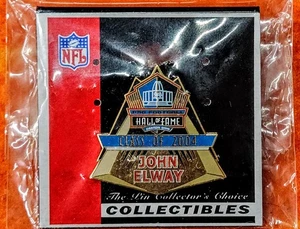 NFL
HALL OF FAME
CLASS OF 2004
JOHN
ELWAY
The Pin Collector's Choice
COLLECTIBLES